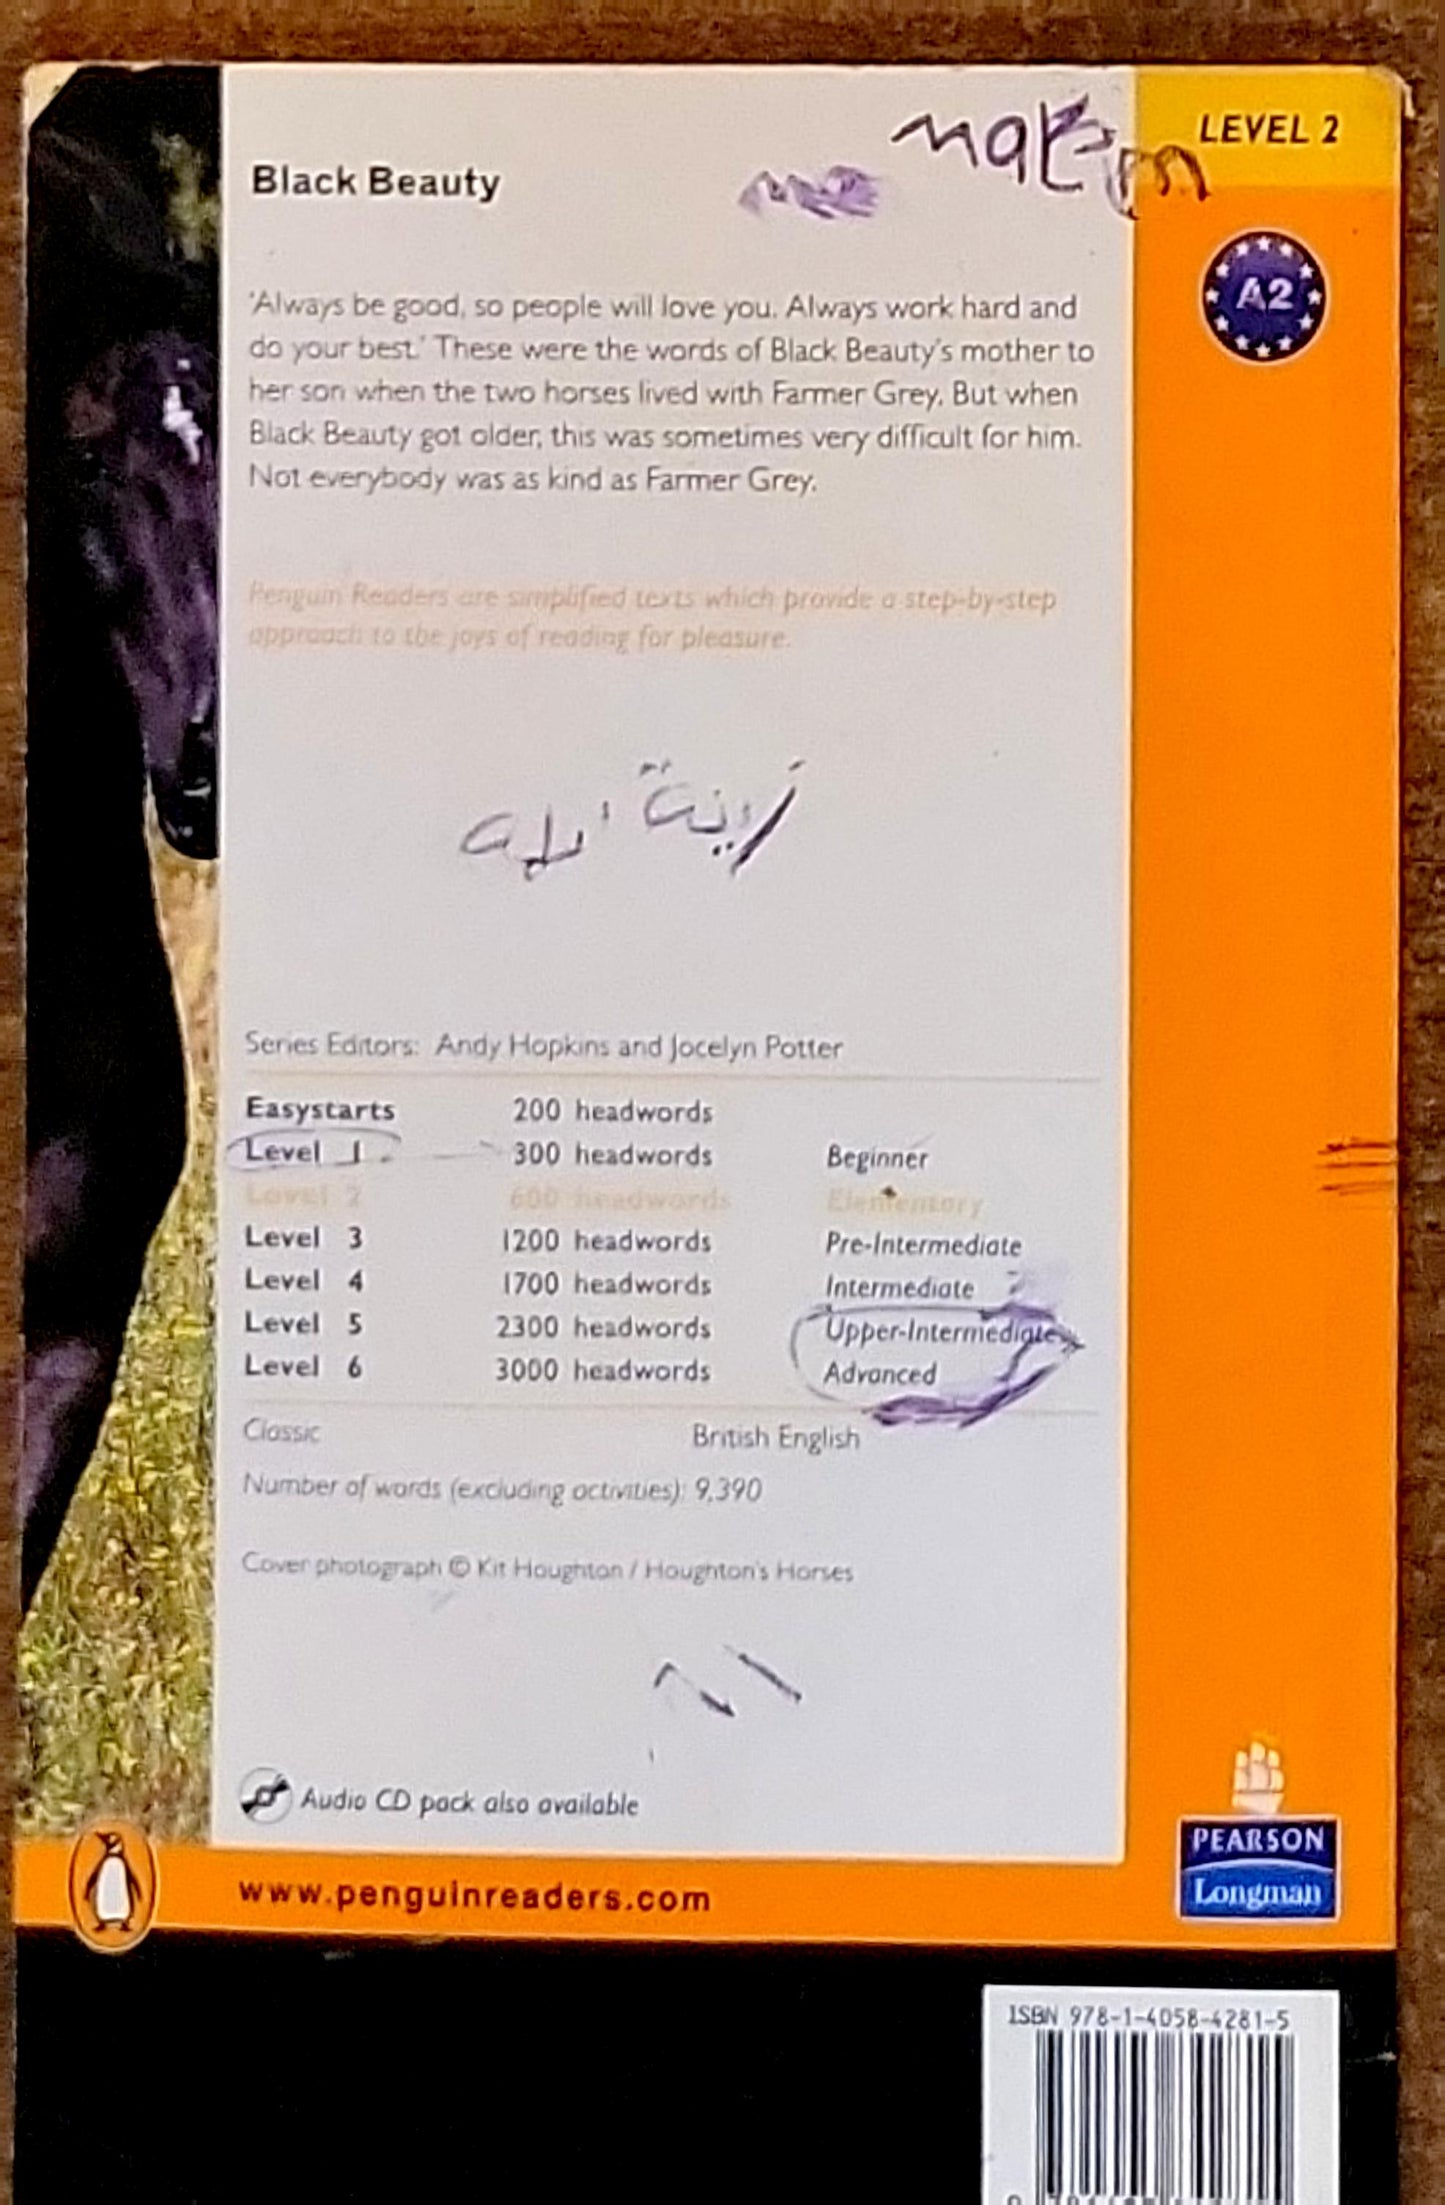 LEVEL 2
A2
Black Beauty
'Always be good, so people will love you. Always work hard and
do your best.' These were the words of Black Beauty's mother to
her son when the two horses lived with Farmer Grey. But when
Black Beauty got older, this was sometimes very difficult for him.
Not everybody was as kind as Farmer Grey.
Penguin Readers are simplified texts which provide a step-by-step
approach to the joys of reading for pleasure.
زينة
Series Editors: Andy Hopkins and Jocelyn Potter
Easystarts 200 headwords
Level 1 300 headwords Beginner
Level 2 600 headwords Elementary
Level 3 1200 headwords Pre-Intermediate
Level 4 1700 headwords Intermediate
Level 5 2300 headwords Upper-Intermediate
Level 6 3000 headwords Advanced
Classic British English
Number of words (excluding activities): 9,390
Cover photograph © Kit Houghton / Houghton's Horses
Audio CD pack also available
www.penguinreaders.com
PEARSON
Longman
ISBN 978-1-4058-4281-5